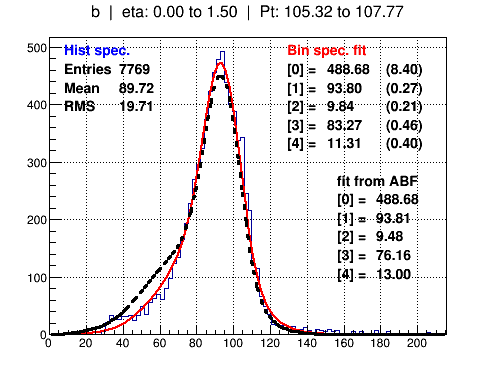 b | eta: 0.00 to 1.50 | Pt: 105.32 to 107.77
Hist spec.
Entries 7769
Mean 89.72
RMS 19.71
Bin spec. fit
[0] = 488.68 (8.40)
[1] = 93.80 (0.27)
[2] = 9.84 (0.21)
[3] = 83.27 (0.46)
[4] = 11.31 (0.40)
fit from ABF
[0] = 488.68
[1] = 93.81
[2] = 9.48
[3] = 76.16
[4] = 13.00
500
400
300
200
100
0
0 20 40 60 80 100 120 140 160 180 200